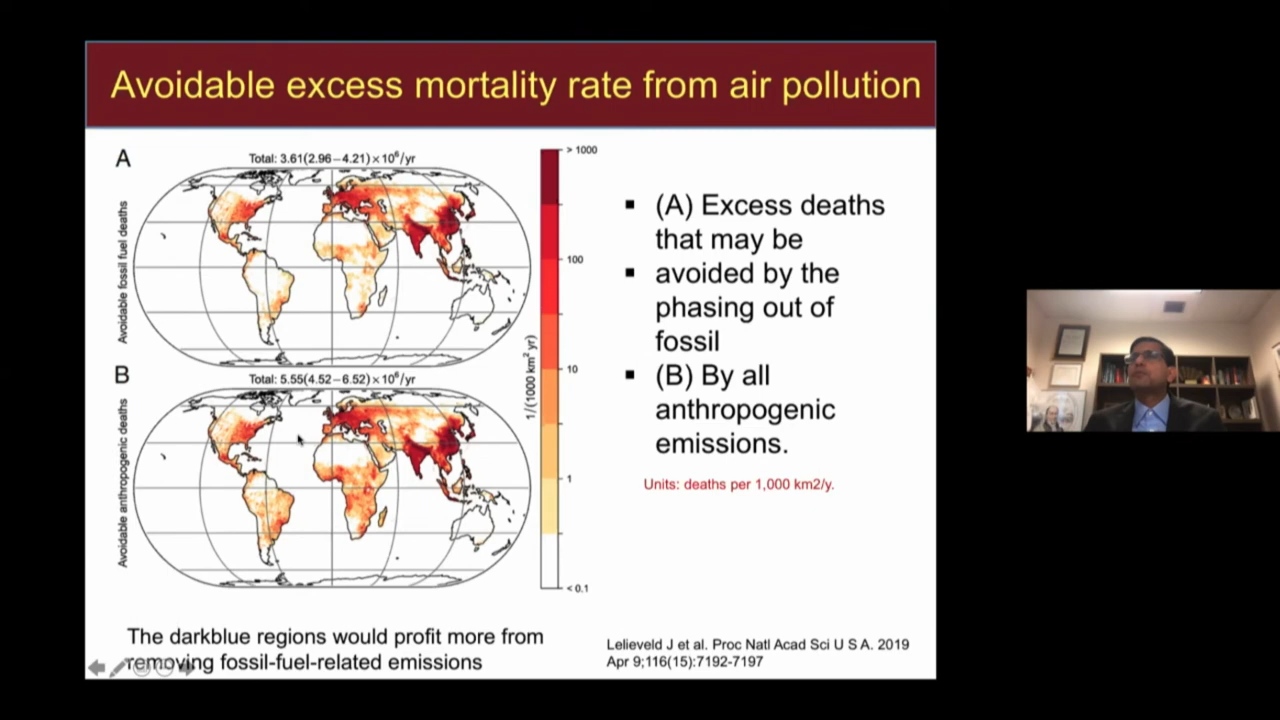 Avoidable excess mortality rate from air pollution
A
Total: 3.61(2.96−4.21)×10⁶/yr
Avoidable fossil fuel deaths
B
Total: 5.55(4.52−6.52)×10⁶/yr
Avoidable anthropogenic deaths
> 1000
100
10
1
< 0.1
1/(1000 km² yr)
▪ (A) Excess deaths
that may be
▪ avoided by the
phasing out of
fossil
▪ (B) By all
anthropogenic
emissions.
Units: deaths per 1,000 km2/y.
The darkblue regions would profit more from
removing fossil-fuel-related emissions
Lelieveld J et al. Proc Natl Acad Sci U S A. 2019
Apr 9;116(15):7192-7197